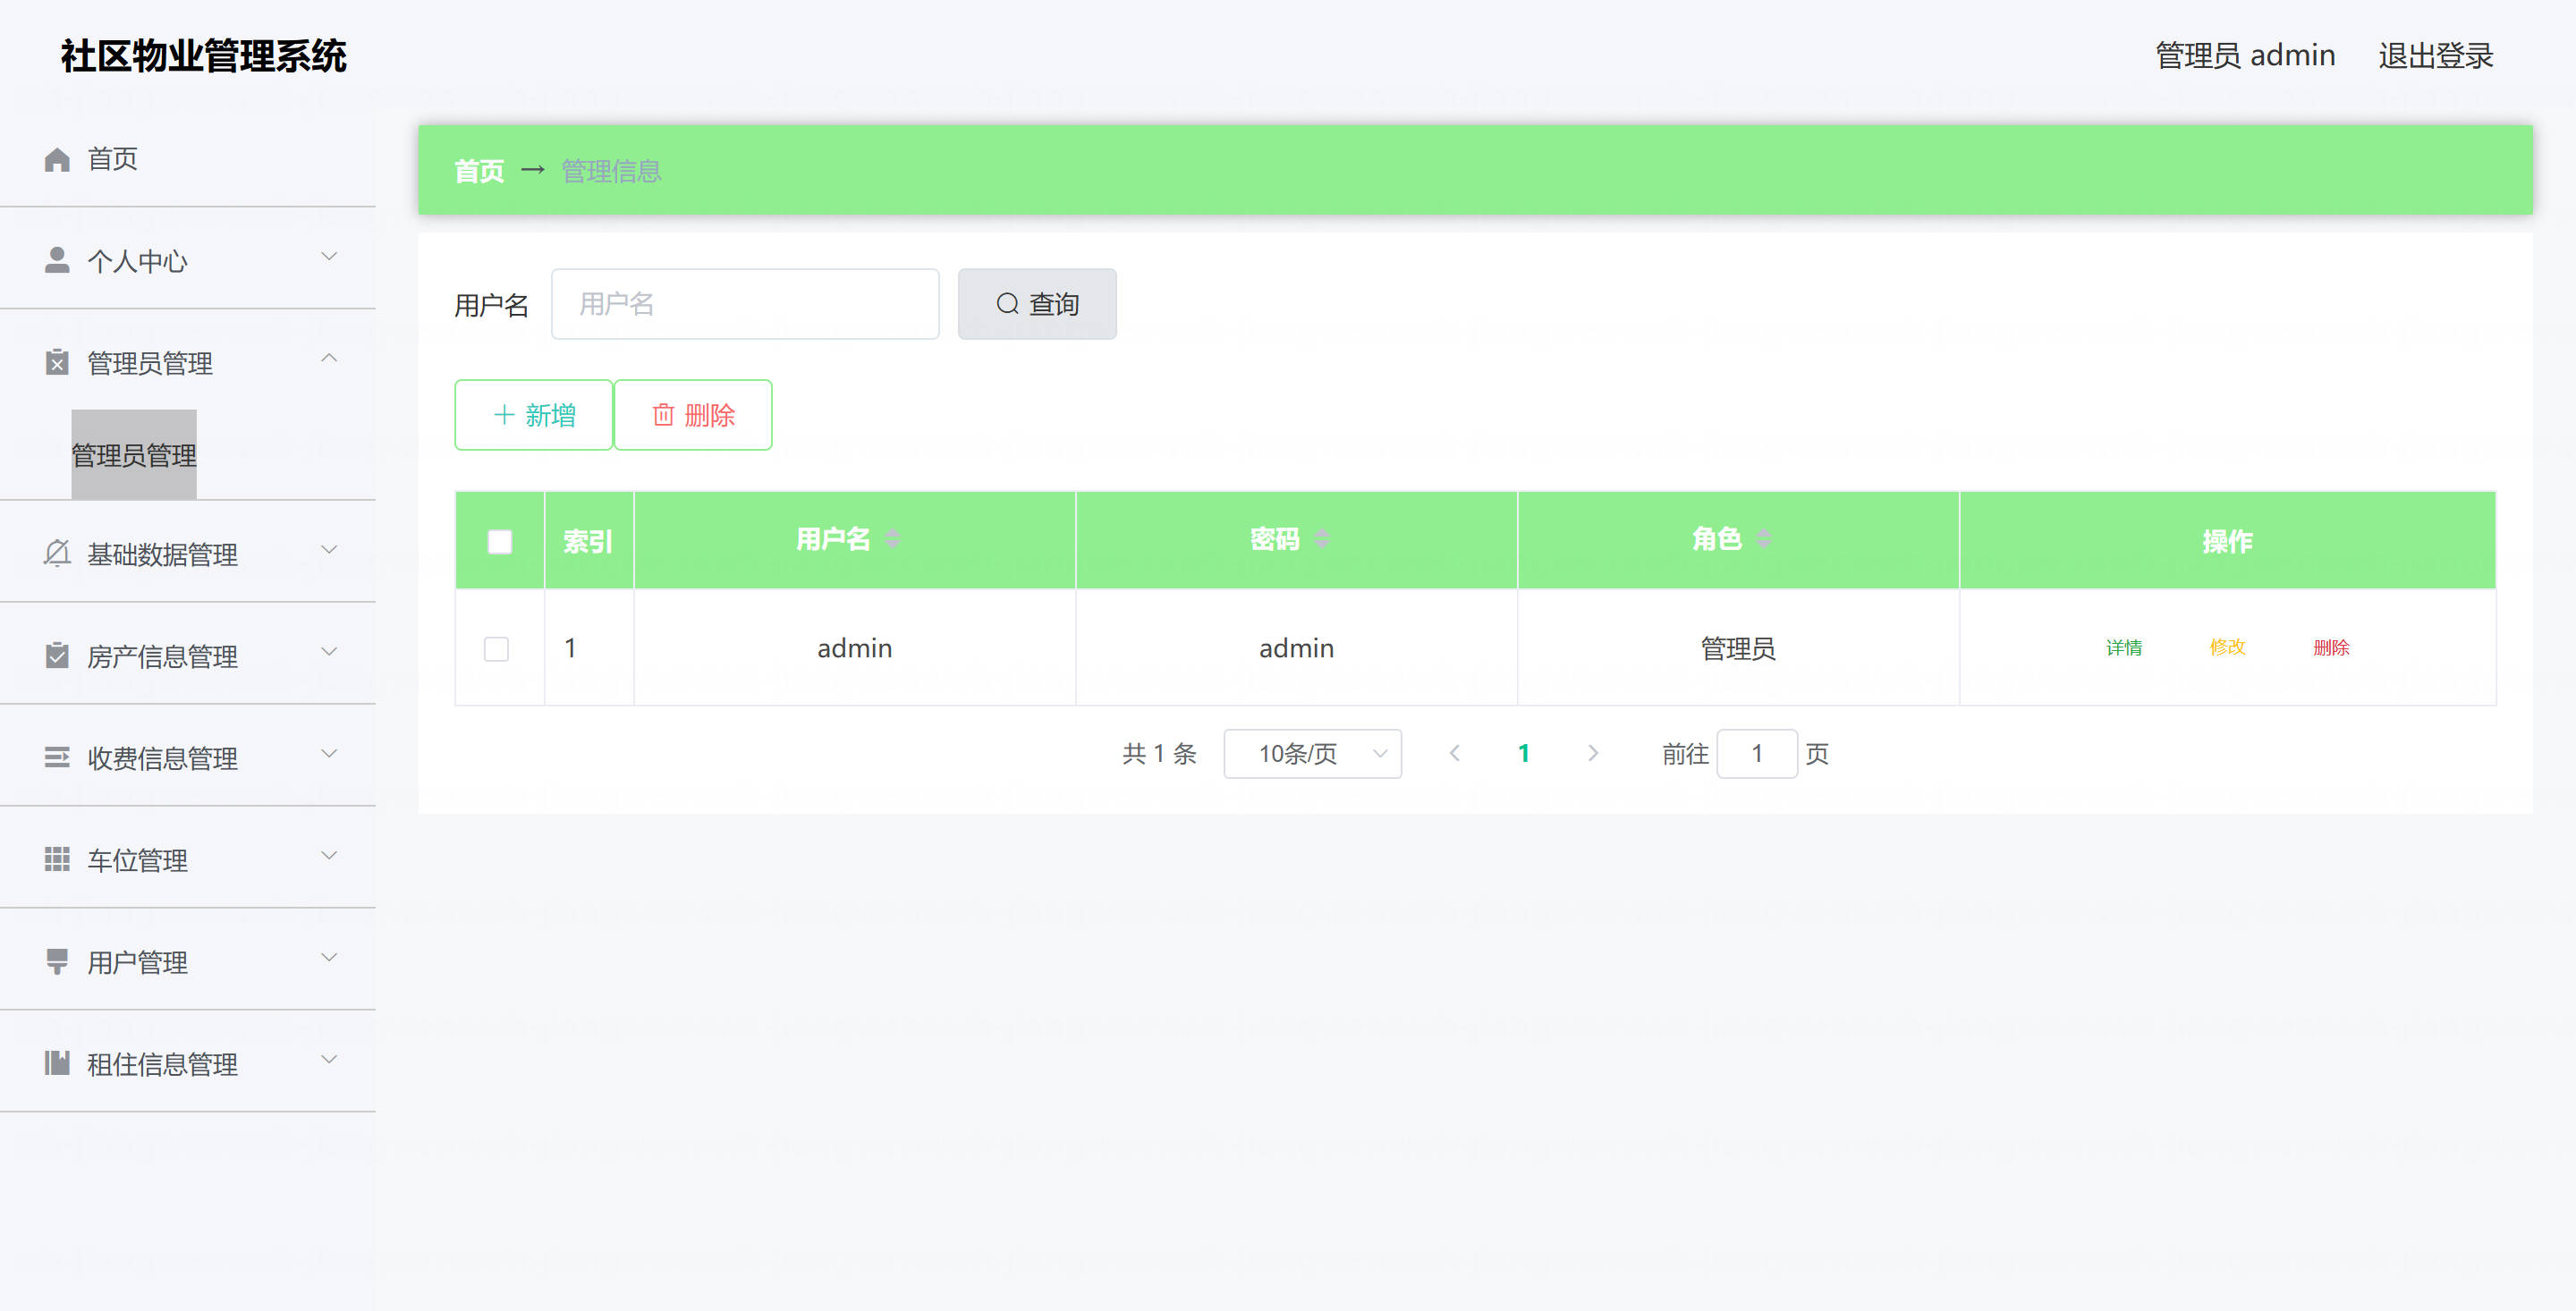 社区物业管理系统
管理员 admin 退出登录
首页
个人中心
管理员管理
管理员管理
基础数据管理
房产信息管理
收费信息管理
车位管理
用户管理
租住信息管理
首页 → 管理信息
用户名 用户名 查询
新增 删除
索引 用户名 密码 角色 操作
1 admin admin 管理员 详情 修改 删除
共 1 条 10条/页 1 前往 1 页